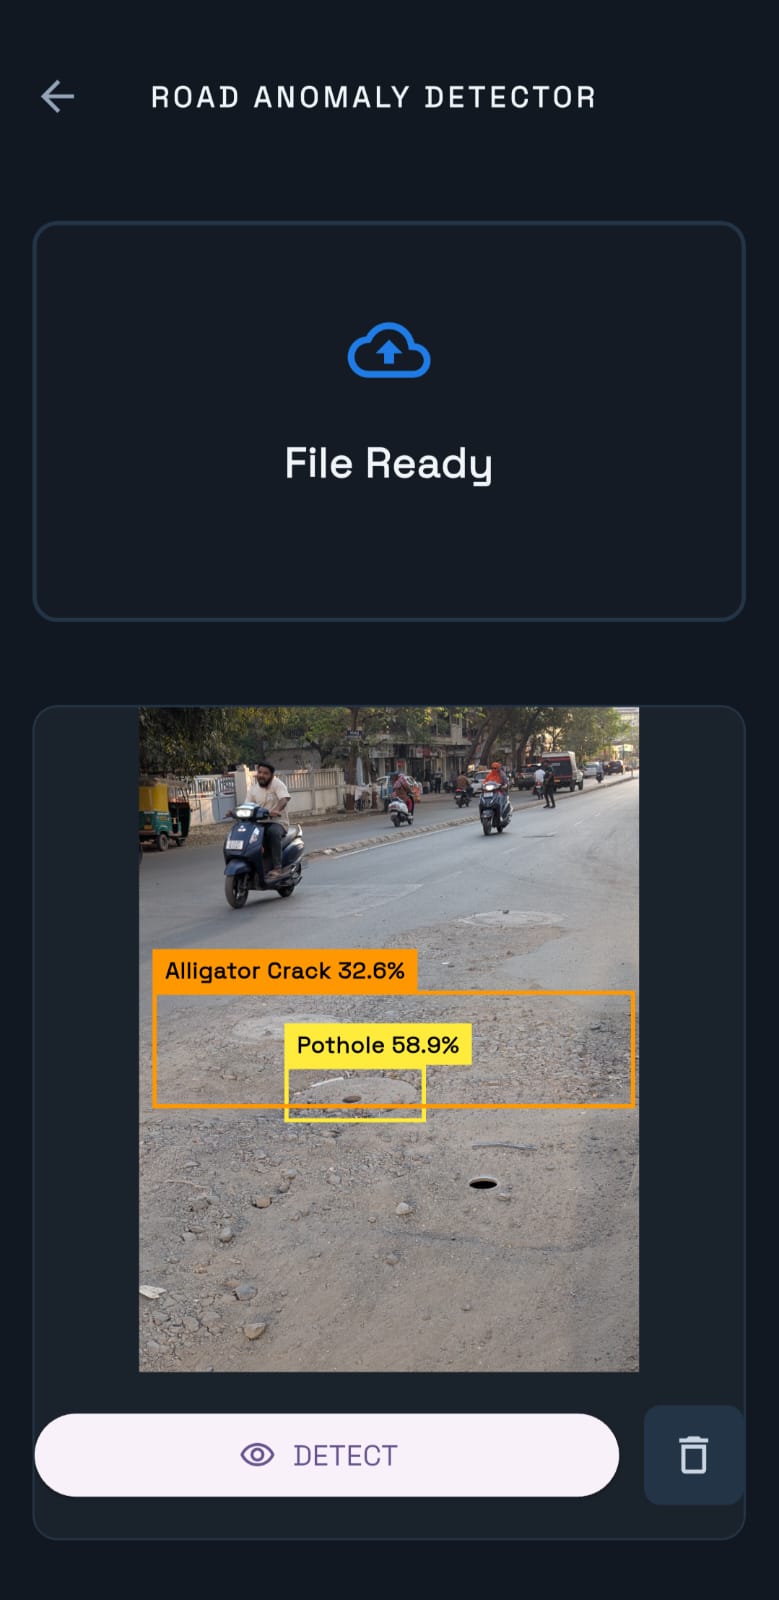 ROAD ANOMALY DETECTOR
File Ready
Alligator Crack 32.6%
Pothole 58.9%
DETECT